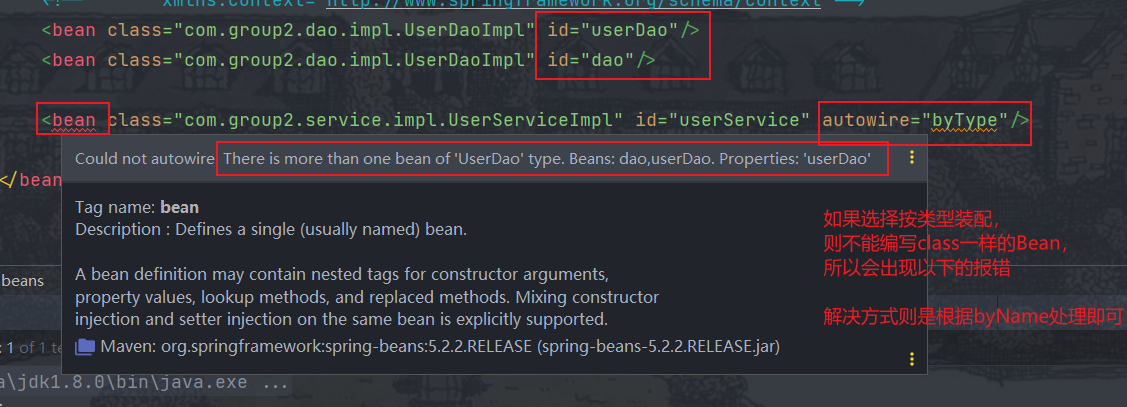 xmlns:context="http://www.springframework.org/schema/context
<bean class="com.group2.dao.impl.UserDaoImpl" id="userDao"/>
<bean class="com.group2.dao.impl.UserDaoImpl" id="dao"/>
<bean class="com.group2.service.impl.UserServiceImpl" id="userService" autowire="byType"/>
Could not autowire. There is more than one bean of 'UserDao' type. Beans: dao,userDao. Properties: 'userDao'
</bean
Tag name: bean
Description : Defines a single (usually named) bean.
A bean definition may contain nested tags for constructor arguments,
property values, lookup methods, and replaced methods. Mixing constructor
injection and setter injection on the same bean is explicitly supported.
Maven: org.springframework:spring-beans:5.2.2.RELEASE (spring-beans-5.2.2.RELEASE.jar)
如果选择按类型装配，
则不能编写class一样的Bean，
所以会出现以下的报错
解决方式则是根据byName处理即可
beans
: 1 of 1 te
a\jdk1.8.0\bin\java.exe ...